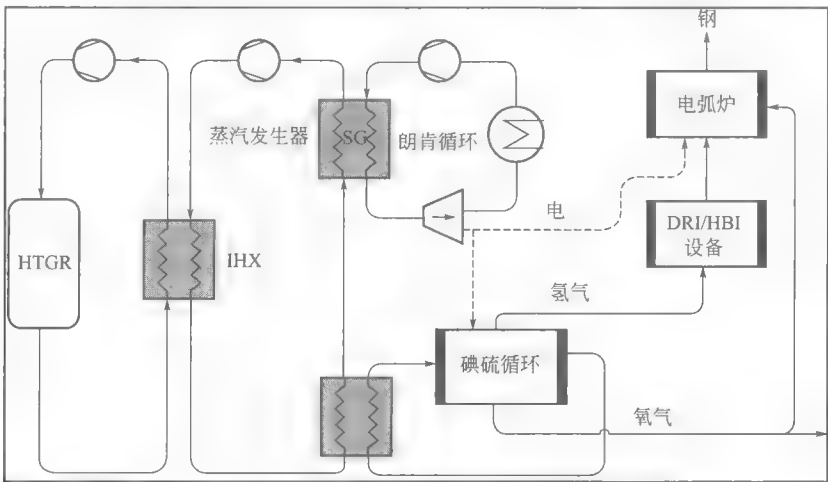 钢
电弧炉
蒸汽发生器
SG
朗肯循环
电
DRI/HBI
设备
HTGR
IHX
氢气
碘硫循环
氧气